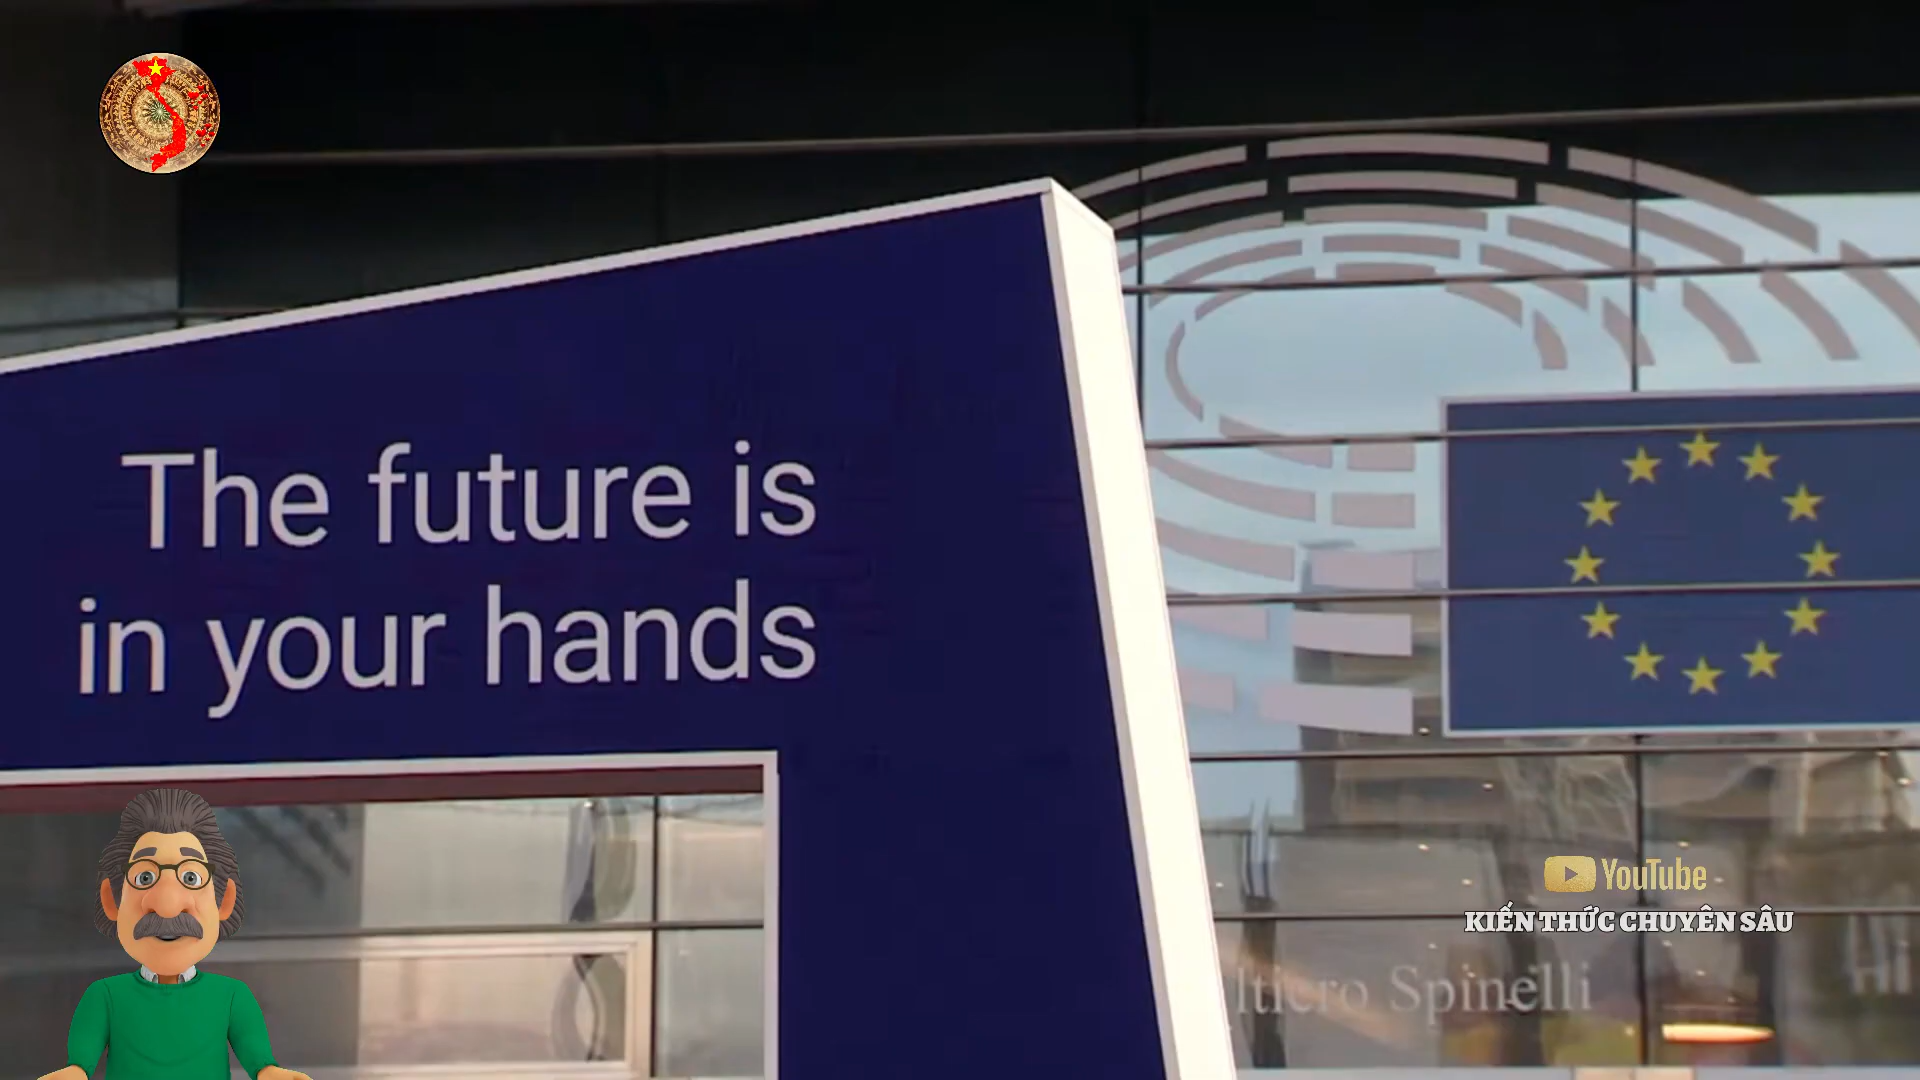 The future is
in your hands
YouTube
KIẾN THỨC CHUYÊN SÂU
Spinelli